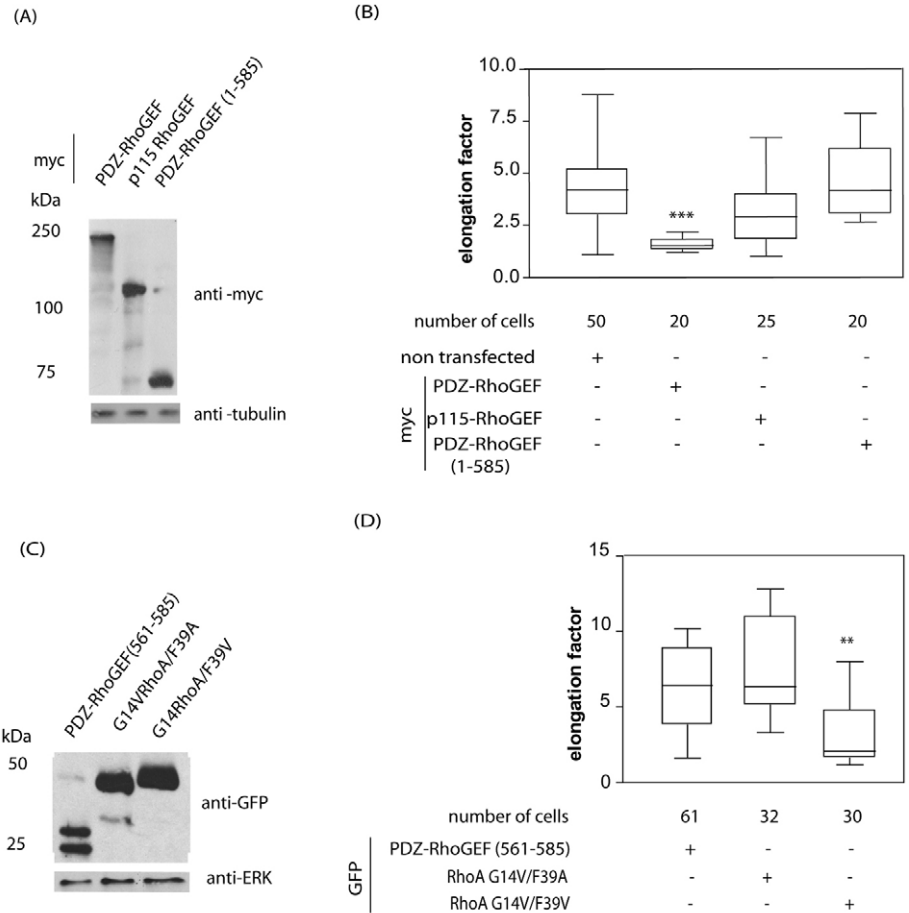 (A)
PDZ-RhoGEF
p115 RhoGEF
PDZ-RhoGEF (1-585)
myc
kDa
250
100
75
anti -myc
anti -tubulin
(B)
elongation factor
10.0
7.5
5.0
2.5
0.0
***
number of cells 50 20 25 20
non transfected + - - -
myc
PDZ-RhoGEF - + - -
p115-RhoGEF - - + -
PDZ-RhoGEF - - - +
(1-585)
(C)
PDZ-RhoGEF(561-585)
G14VRhoA/F39A
G14RhoA/F39V
kDa
50
25
anti-GFP
anti-ERK
(D)
elongation factor
15
10
5
0
**
number of cells 61 32 30
GFP
PDZ-RhoGEF (561-585) + - -
RhoA G14V/F39A - + -
RhoA G14V/F39V - - +